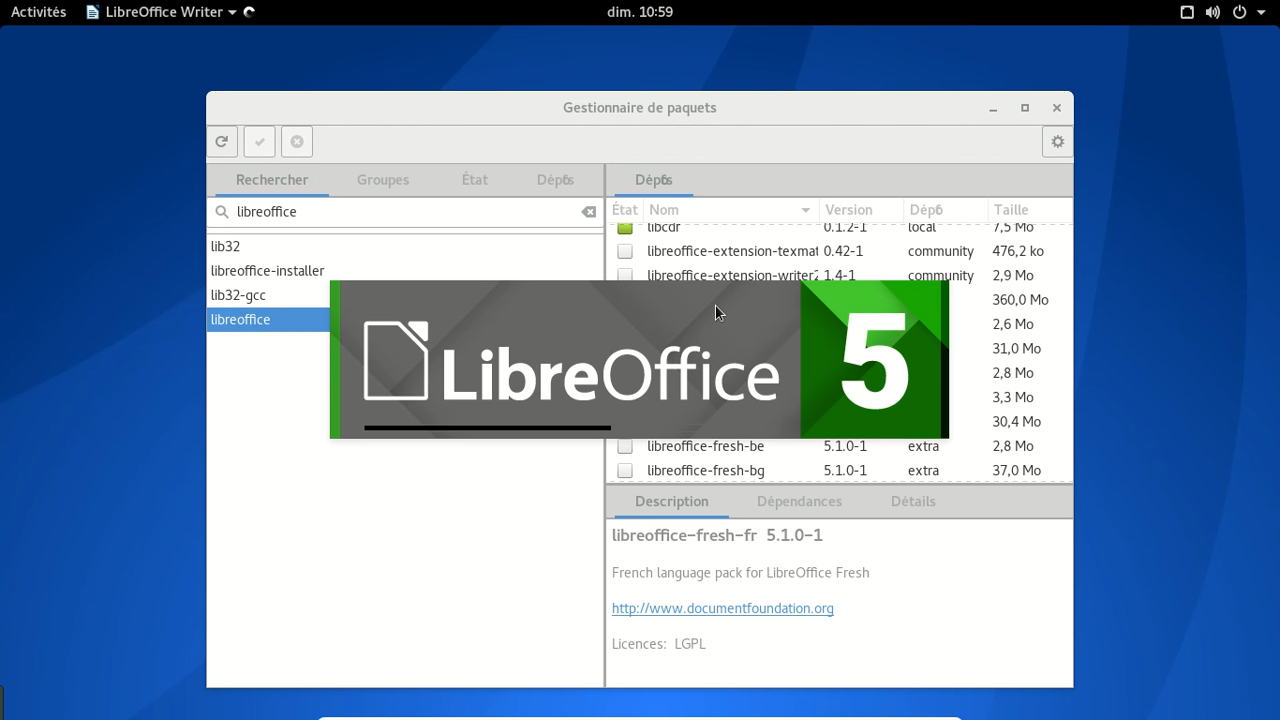 Activités LibreOffice Writer dim. 10:59
Gestionnaire de paquets
Rechercher Groupes État Dépôts
Dépôts
libreoffice
État Nom Version Dépôt Taille
lib32
libreoffice-installer
lib32-gcc
libreoffice
libcdr 0.1.2-1 local 7,5 Mo
libreoffice-extension-texmat 0.42-1 community 476,2 ko
libreoffice-extension-writer2 1.4-1 community 2,9 Mo
360,0 Mo
2,6 Mo
31,0 Mo
2,8 Mo
3,3 Mo
30,4 Mo
LibreOffice 5
libreoffice-fresh-be 5.1.0-1 extra 2,8 Mo
libreoffice-fresh-bg 5.1.0-1 extra 37,0 Mo
Description Dépendances Détails
libreoffice-fresh-fr 5.1.0-1
French language pack for LibreOffice Fresh
http://www.documentfoundation.org
Licences: LGPL